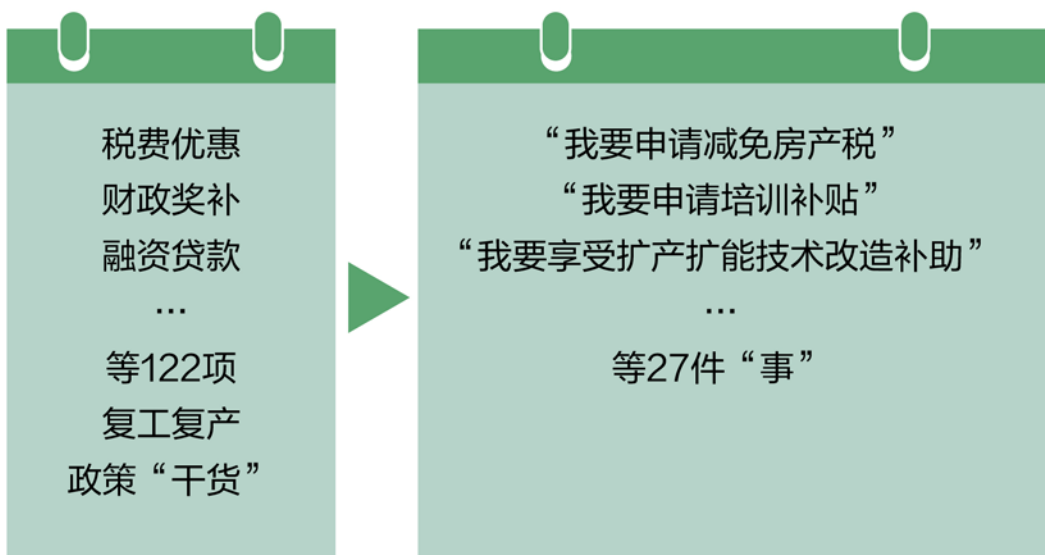 税费优惠
财政奖补
融资贷款
…
等122项
复工复产
政策“干货”
“我要申请减免房产税”
“我要申请培训补贴”
“我要享受扩产扩能技术改造补助”
…
等27件“事”